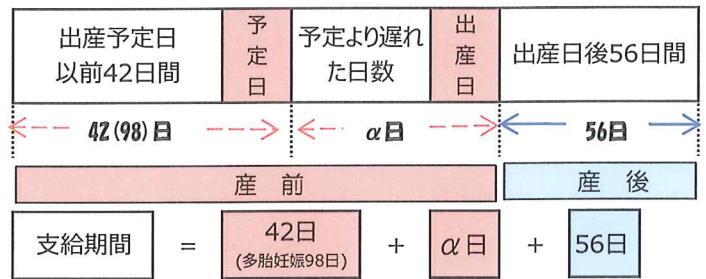 出産予定日
以前42日間
予定日
予定より遅れ
た日数
出産日
出産日後56日間
42(98)日
α日
56日
産前
産後
支給期間 = 42日 + α日 + 56日
(多胎妊娠98日)